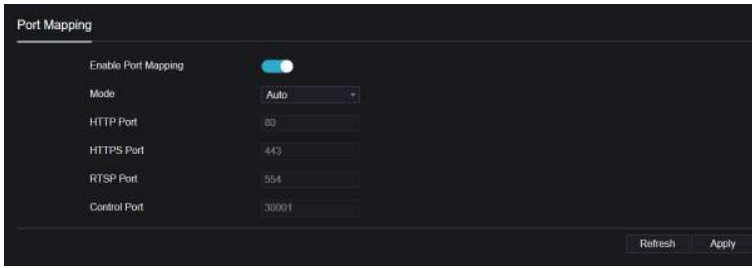 Port Mapping
Enable Port Mapping
Mode Auto
HTTP Port 80
HTTPS Port 443
RTSP Port 554
Control Port 30001
Refresh Apply